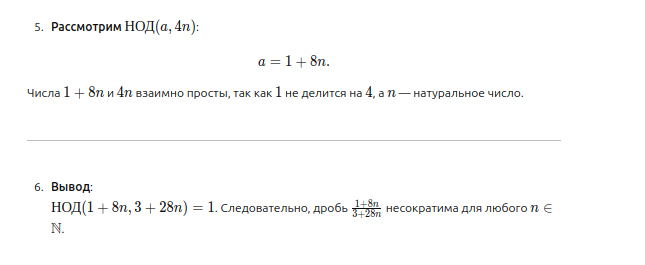 5. Рассмотрим НОД(a, 4n):
a = 1 + 8n.
Числа 1 + 8n и 4n взаимно просты, так как 1 не делится на 4, а n — натуральное число.
6. Вывод:
НОД(1 + 8n, 3 + 28n) = 1. Следовательно, дробь \frac{1+8n}{3+28n} несократима для любого n ∈
ℕ.